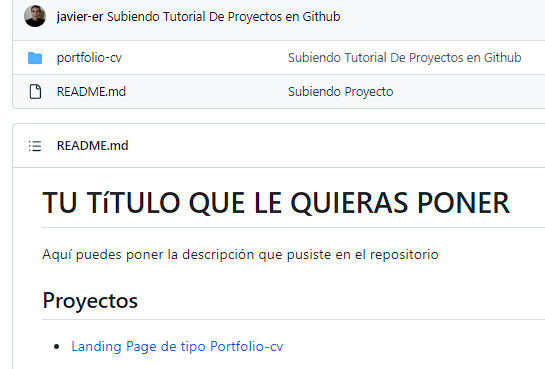 javier-er Subiendo Tutorial De Proyectos en Github
portfolio-cv Subiendo Tutorial De Proyectos en Github
README.md Subiendo Proyecto
README.md
TU TíTULO QUE LE QUIERAS PONER
Aquí puedes poner la descripción que pusiste en el repositorio
Proyectos
Landing Page de tipo Portfolio-cv